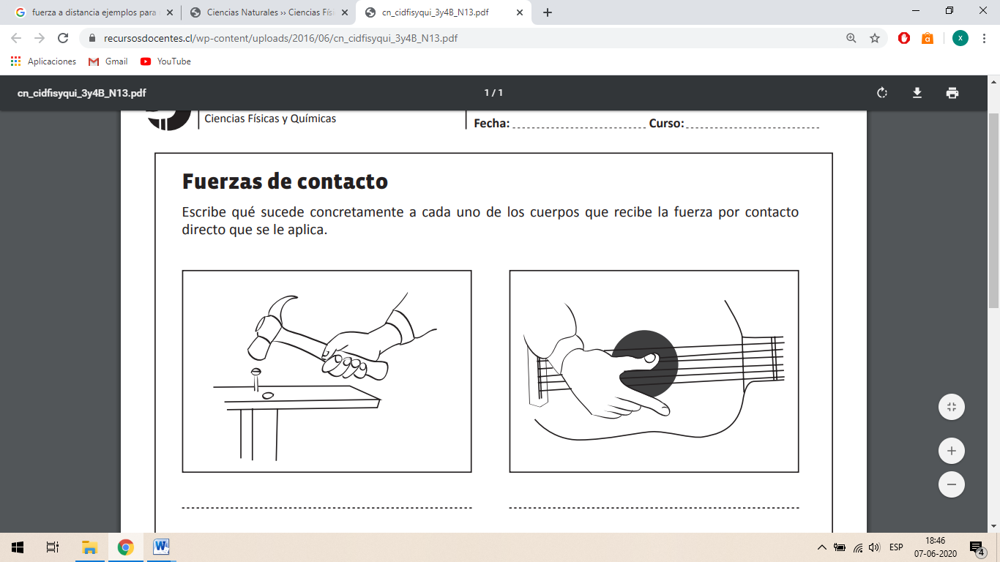 fuerza a distancia ejemplos para
Ciencias Naturales ›› Ciencias Físi
cn_cidfisyqui_3y4B_N13.pdf
recursosdocentes.cl/wp-content/uploads/2016/06/cn_cidfisyqui_3y4B_N13.pdf
x
Aplicaciones
Gmail
YouTube
cn_cidfisyqui_3y4B_N13.pdf
1 / 1
Ciencias Físicas y Químicas
Fecha:
Curso:
Fuerzas de contacto
Escribe qué sucede concretamente a cada uno de los cuerpos que recibe la fuerza por contacto
directo que se le aplica.
ESP
18:46
07-06-2020
4